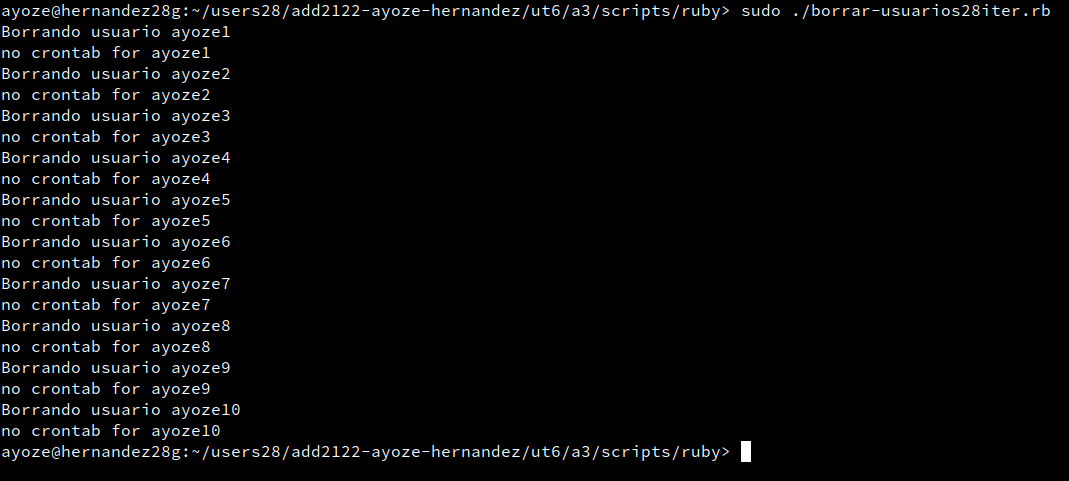 ayoze@hernandez28g:~/users28/add2122-ayoze-hernandez/ut6/a3/scripts/ruby> sudo ./borrar-usuarios28iter.rb
Borrando usuario ayoze1
no crontab for ayoze1
Borrando usuario ayoze2
no crontab for ayoze2
Borrando usuario ayoze3
no crontab for ayoze3
Borrando usuario ayoze4
no crontab for ayoze4
Borrando usuario ayoze5
no crontab for ayoze5
Borrando usuario ayoze6
no crontab for ayoze6
Borrando usuario ayoze7
no crontab for ayoze7
Borrando usuario ayoze8
no crontab for ayoze8
Borrando usuario ayoze9
no crontab for ayoze9
Borrando usuario ayoze10
no crontab for ayoze10
ayoze@hernandez28g:~/users28/add2122-ayoze-hernandez/ut6/a3/scripts/ruby>